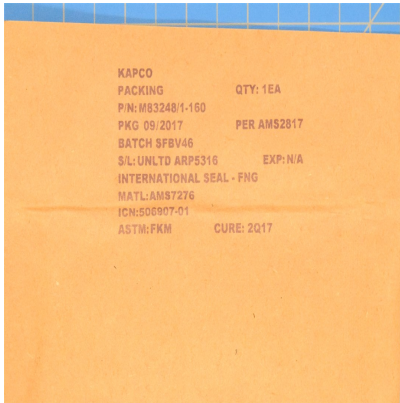 KAPCO
PACKING QTY: 1EA
P/N: M83248/1-160
PKG 09/2017 PER AMS2817
BATCH SFBV46
S/L: UNLTD ARP5316 EXP: N/A
INTERNATIONAL SEAL - FNG
MATL: AMS7276
ICN:506907-01
ASTM: FKM CURE: 2Q17